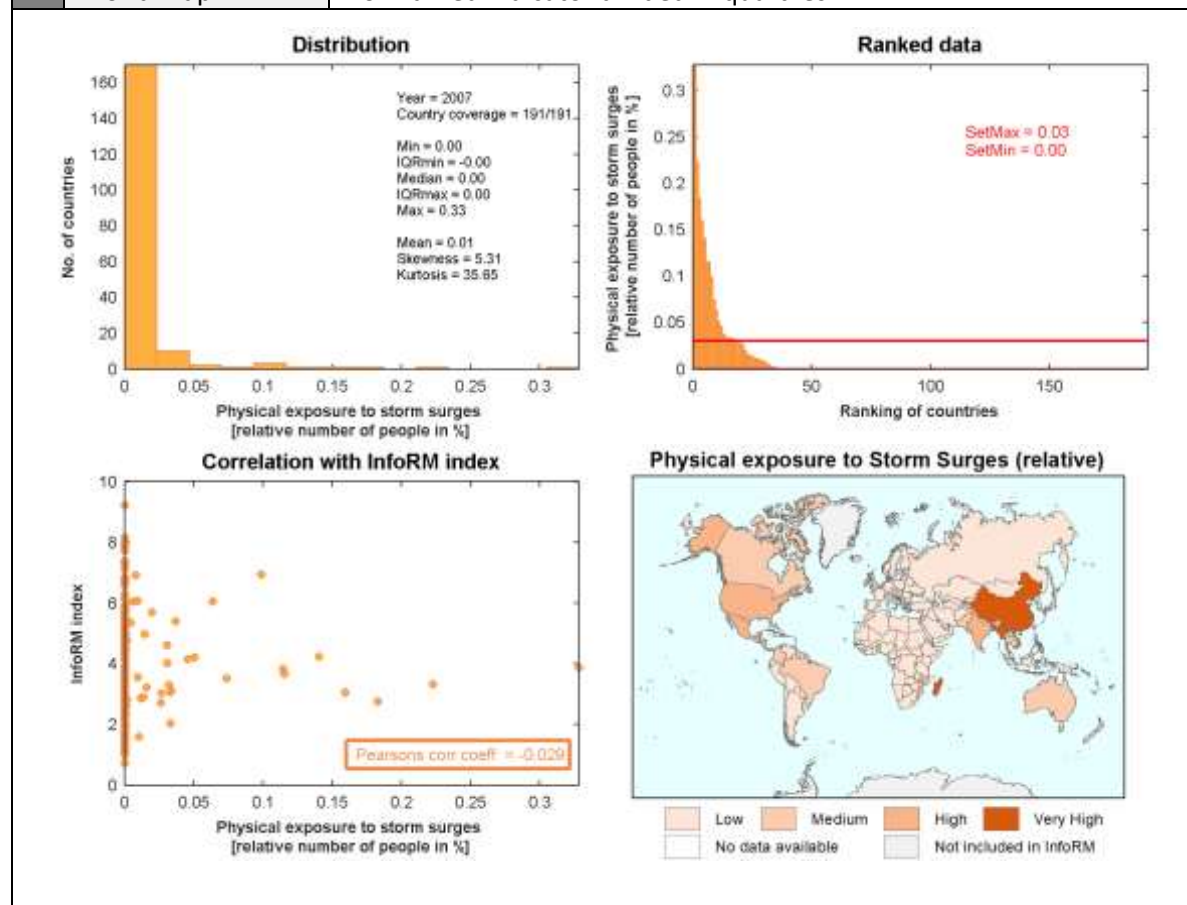 Distribution
160
140
120
100
80
60
40
20
0
No. of countries
Year = 2007
Country coverage = 191/191
Min = 0.00
IQRmin = -0.00
Median = 0.00
IQRmax = 0.00
Max = 0.33
Mean = 0.01
Skewness = 5.31
Kurtosis = 35.65
0 0.05 0.1 0.15 0.2 0.25 0.3
Physical exposure to storm surges
[relative number of people in %]
Ranked data
0.3
0.25
0.2
0.15
0.1
0.05
0
Physical exposure to storm surges
[relative number of people in %]
SetMax = 0.03
SetMin = 0.00
0 50 100 150
Ranking of countries
Correlation with InfoRM index
10
8
6
4
2
0
InfoRM index
Pearsons corr coeff = -0.029
0 0.05 0.1 0.15 0.2 0.25 0.3
Physical exposure to storm surges
[relative number of people in %]
Physical exposure to Storm Surges (relative)
Low Medium High Very High
No data available Not included in InfoRM